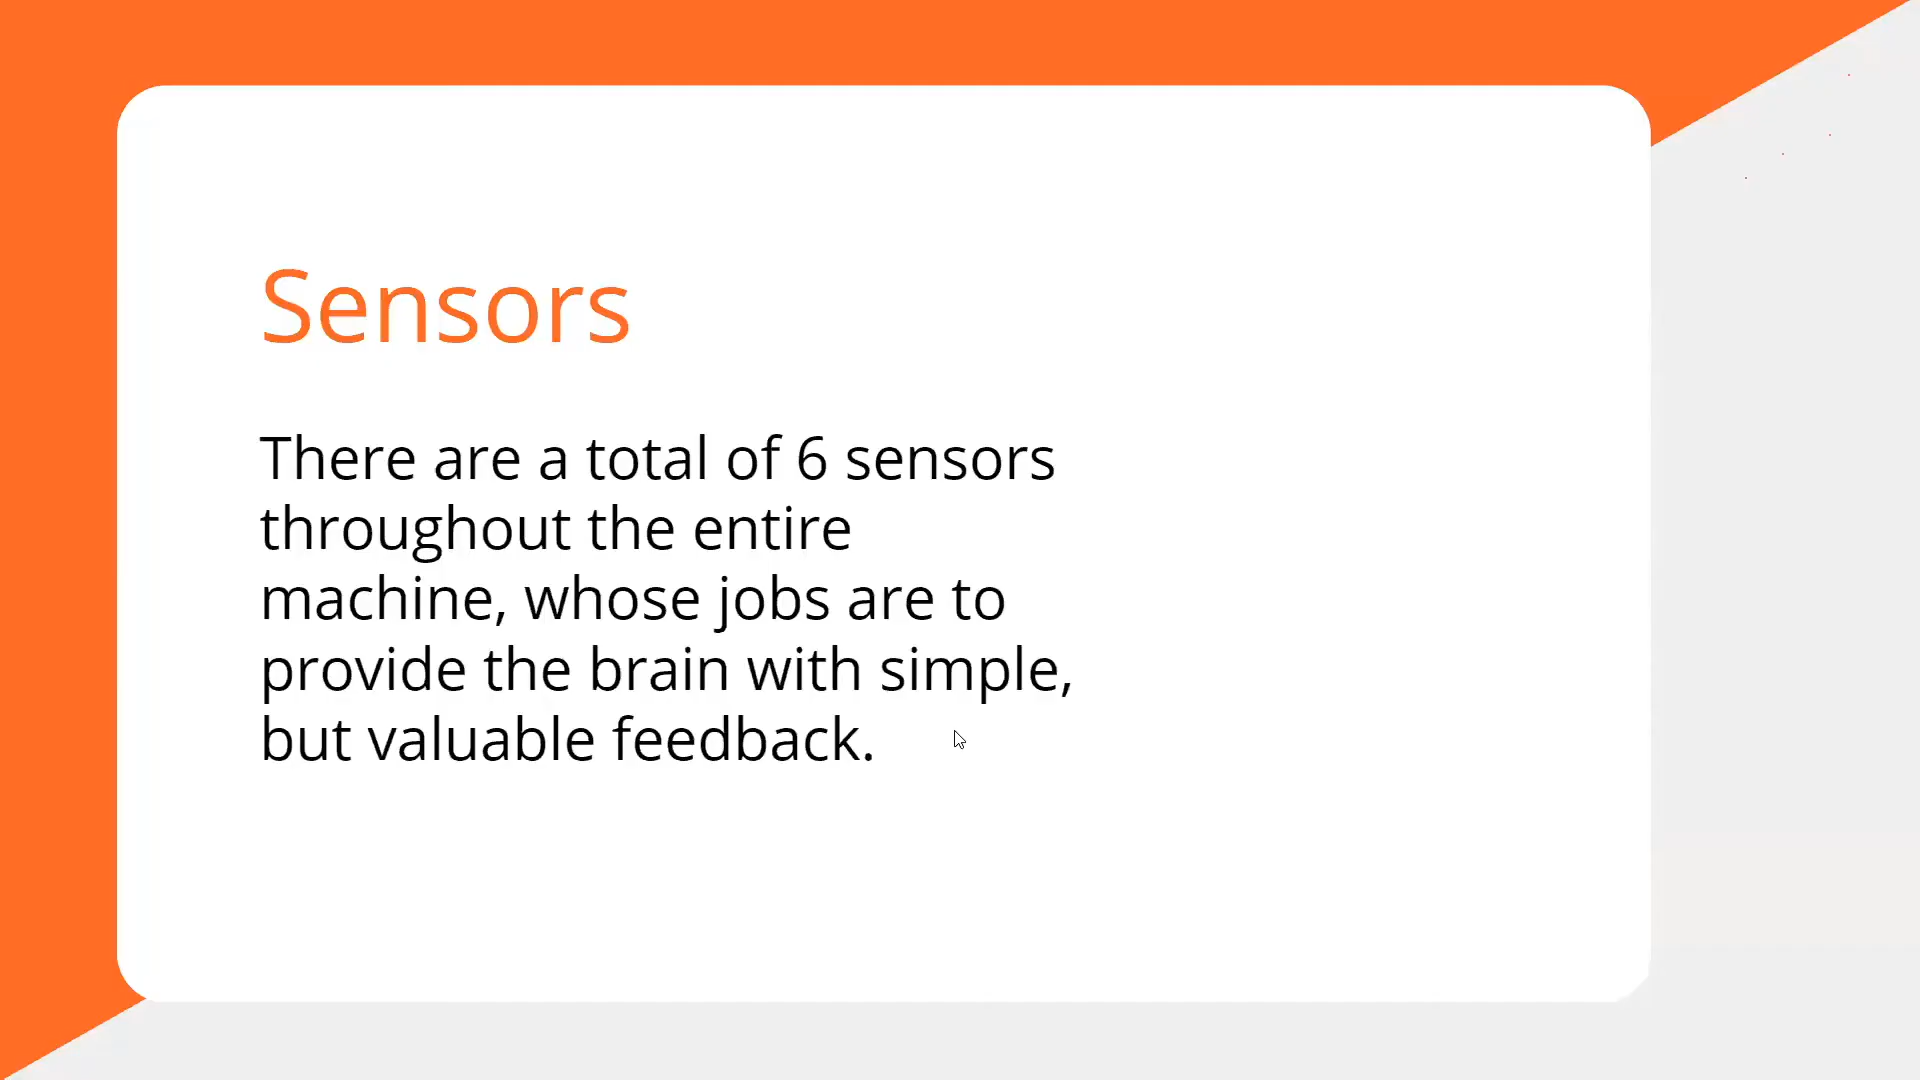 Sensors
There are a total of 6 sensors
throughout the entire
machine, whose jobs are to
provide the brain with simple,
but valuable feedback.